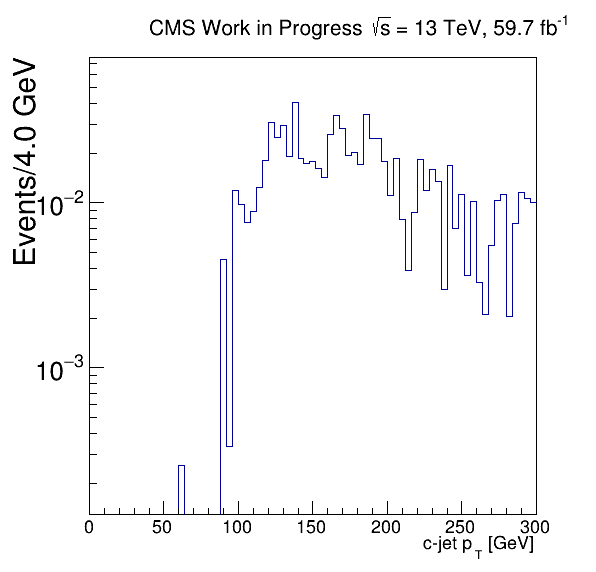 CMS Work in Progress √s = 13 TeV, 59.7 fb⁻¹
Events/4.0 GeV
10⁻²
10⁻³
0 50 100 150 200 250 300
c-jet p_T [GeV]